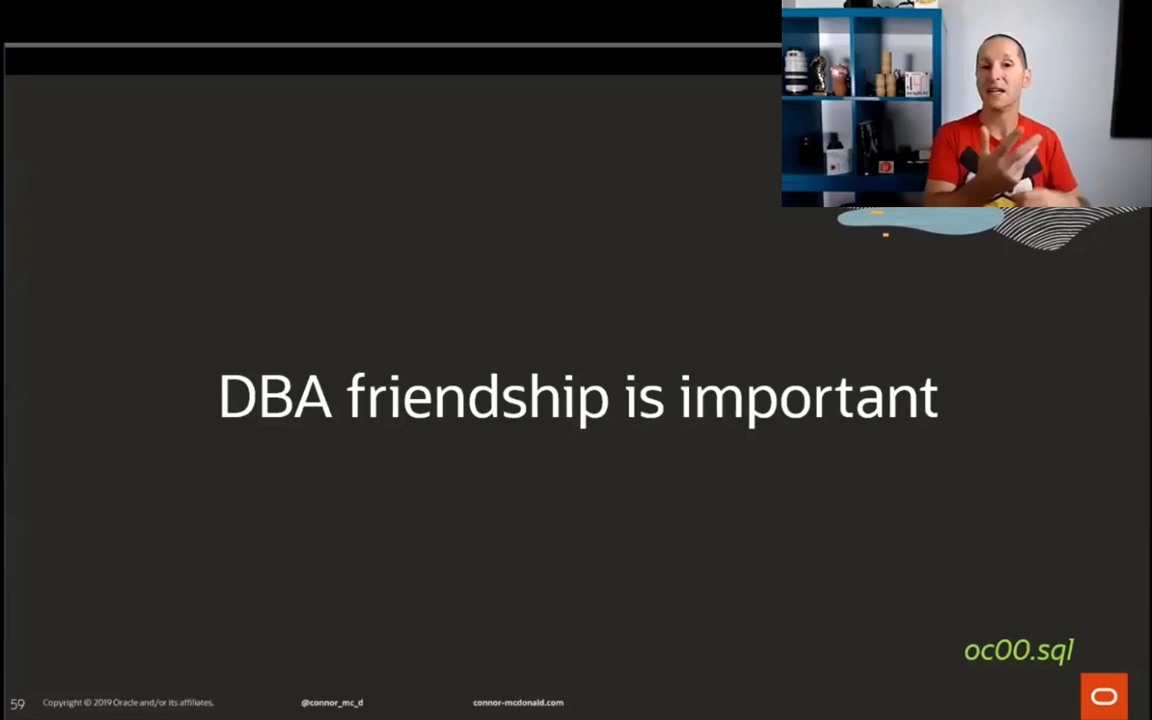 DBA friendship is important
oc00.sql
59 Copyright © 2019 Oracle and/or its affiliates. @connor_mc_d connor-mcdonald.com